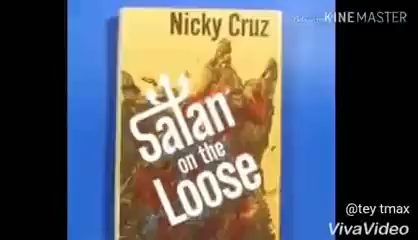 Nicky Cruz
Satan
on the
Loose
KINEMASTER
@tey tmax
VivaVideo